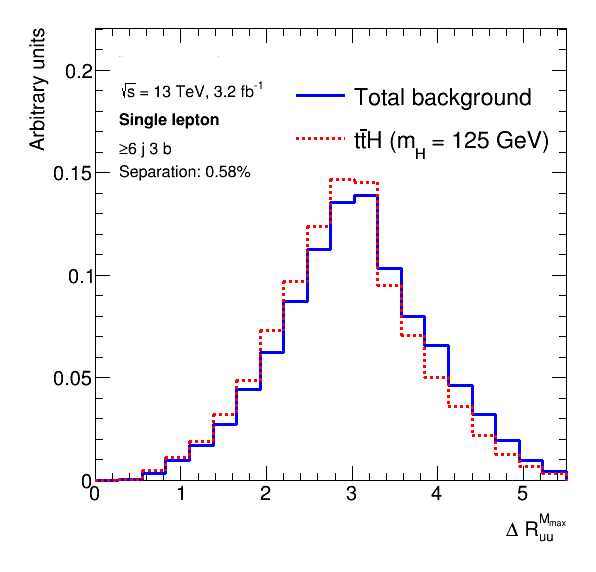 Arbitrary units
0.2
0.15
0.1
0.05
0
√s = 13 TeV, 3.2 fb⁻¹
Single lepton
≥6 j 3 b
Separation: 0.58%
Total background
tt̄H (m_H = 125 GeV)
0 1 2 3 4 5
Δ R_uu^M_max